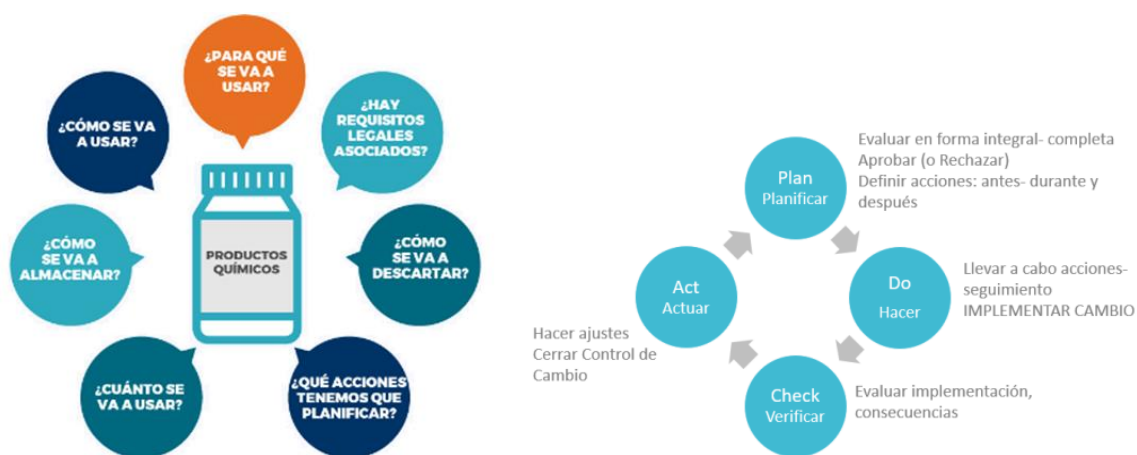 ¿PARA QUÉ
SE VA A
USAR?
¿HAY
REQUISITOS
LEGALES
ASOCIADOS?
¿CÓMO SE VA
A USAR?
¿CÓMO
SE VA A
ALMACENAR?
PRODUCTOS
QUÍMICOS
¿CÓMO
SE VA A
DESCARTAR?
¿CUÁNTO SE
VA A USAR?
¿QUÉ ACCIONES
TENEMOS QUE
PLANIFICAR?
Plan
Planificar
Evaluar en forma integral- completa
Aprobar (o Rechazar)
Definir acciones: antes- durante y
después
Do
Hacer
Llevar a cabo acciones-
seguimiento
IMPLEMENTAR CAMBIO
Check
Verificar
Evaluar implementación,
consecuencias
Act
Actuar
Hacer ajustes
Cerrar Control de
Cambio